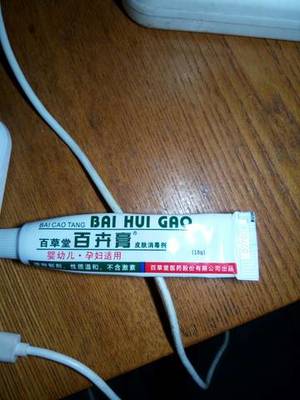 BAI CAO TANG BAI HUI GAO
百草堂 百卉膏® 皮肤消毒剂 (15g)
婴幼儿·孕妇适用
性质温和、不含激素
百草堂医药股份有限公司出品